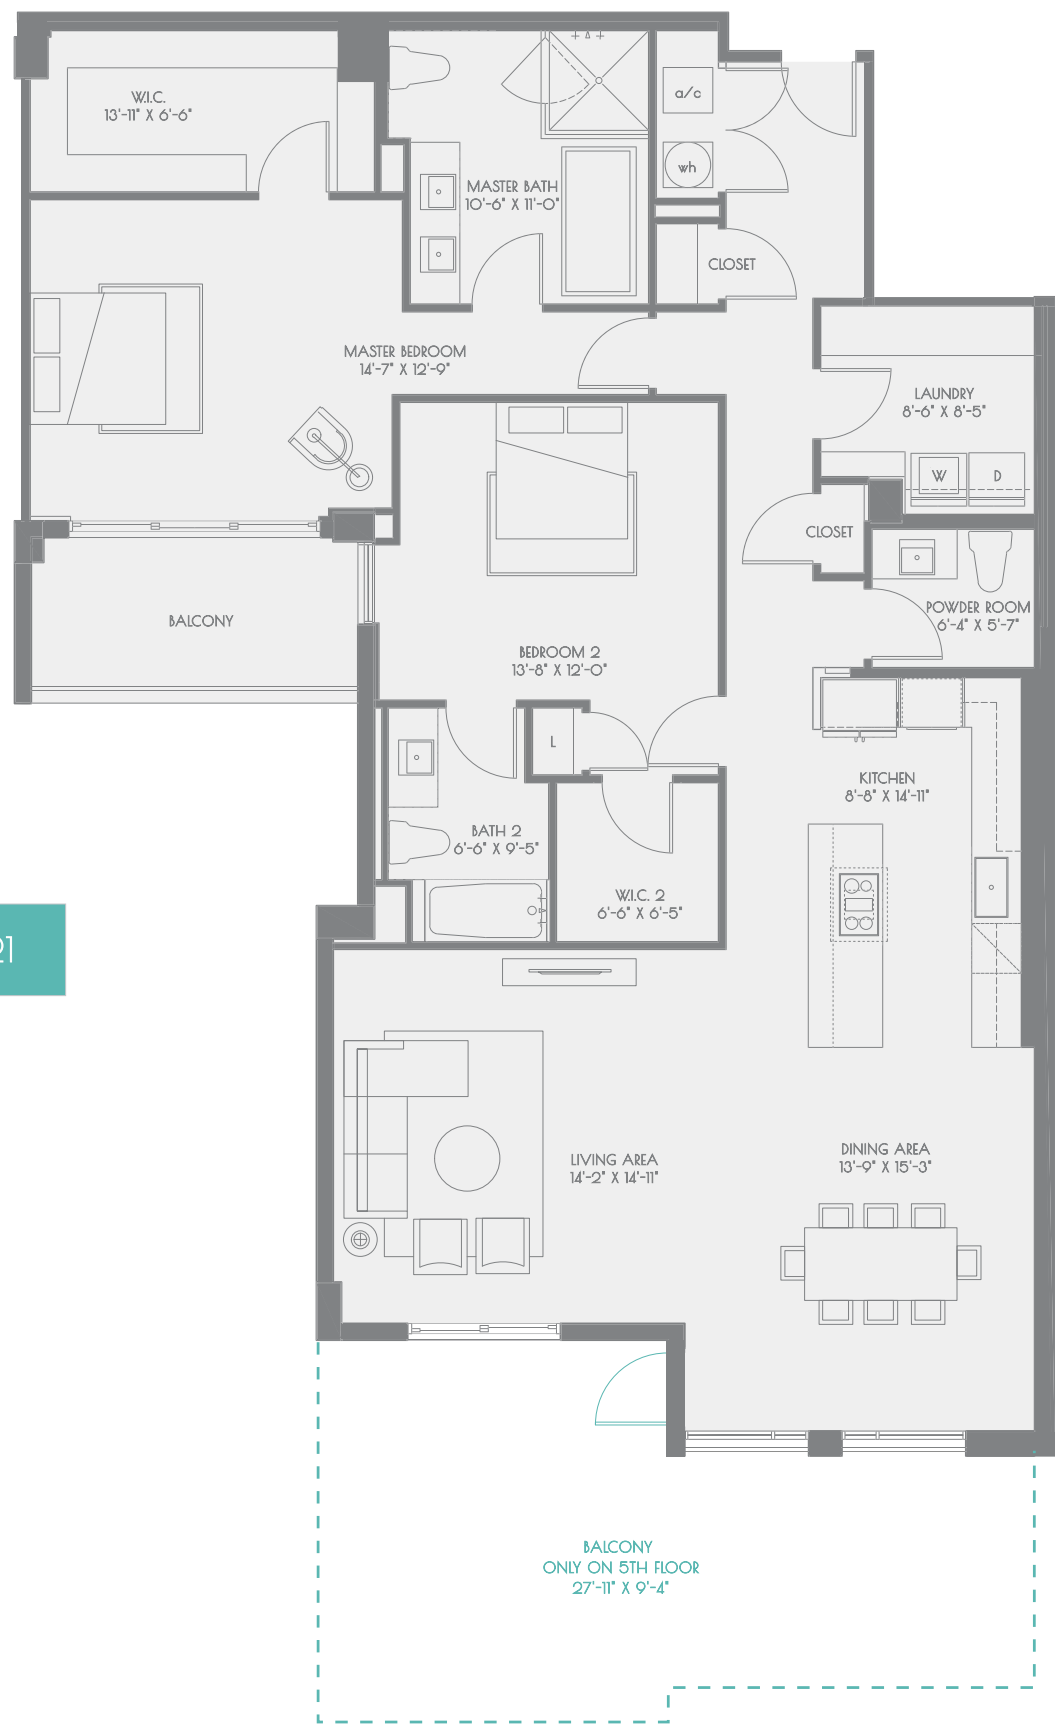 W.I.C.
13'-11" X 6'-6"
a/c
wh
MASTER BATH
10'-6" X 11'-0"
CLOSET
MASTER BEDROOM
14'-7" X 12'-9"
LAUNDRY
8'-6" X 8'-5"
W
D
CLOSET
POWDER ROOM
6'-4" X 5'-7"
BALCONY
BEDROOM 2
13'-8" X 12'-0"
L
KITCHEN
8'-8" X 14'-11"
BATH 2
6'-6" X 9'-5"
W.I.C. 2
6'-6" X 6'-5"
21
LIVING AREA
14'-2" X 14'-11"
DINING AREA
13'-9" X 15'-3"
BALCONY
ONLY ON 5TH FLOOR
27'-11" X 9'-4"